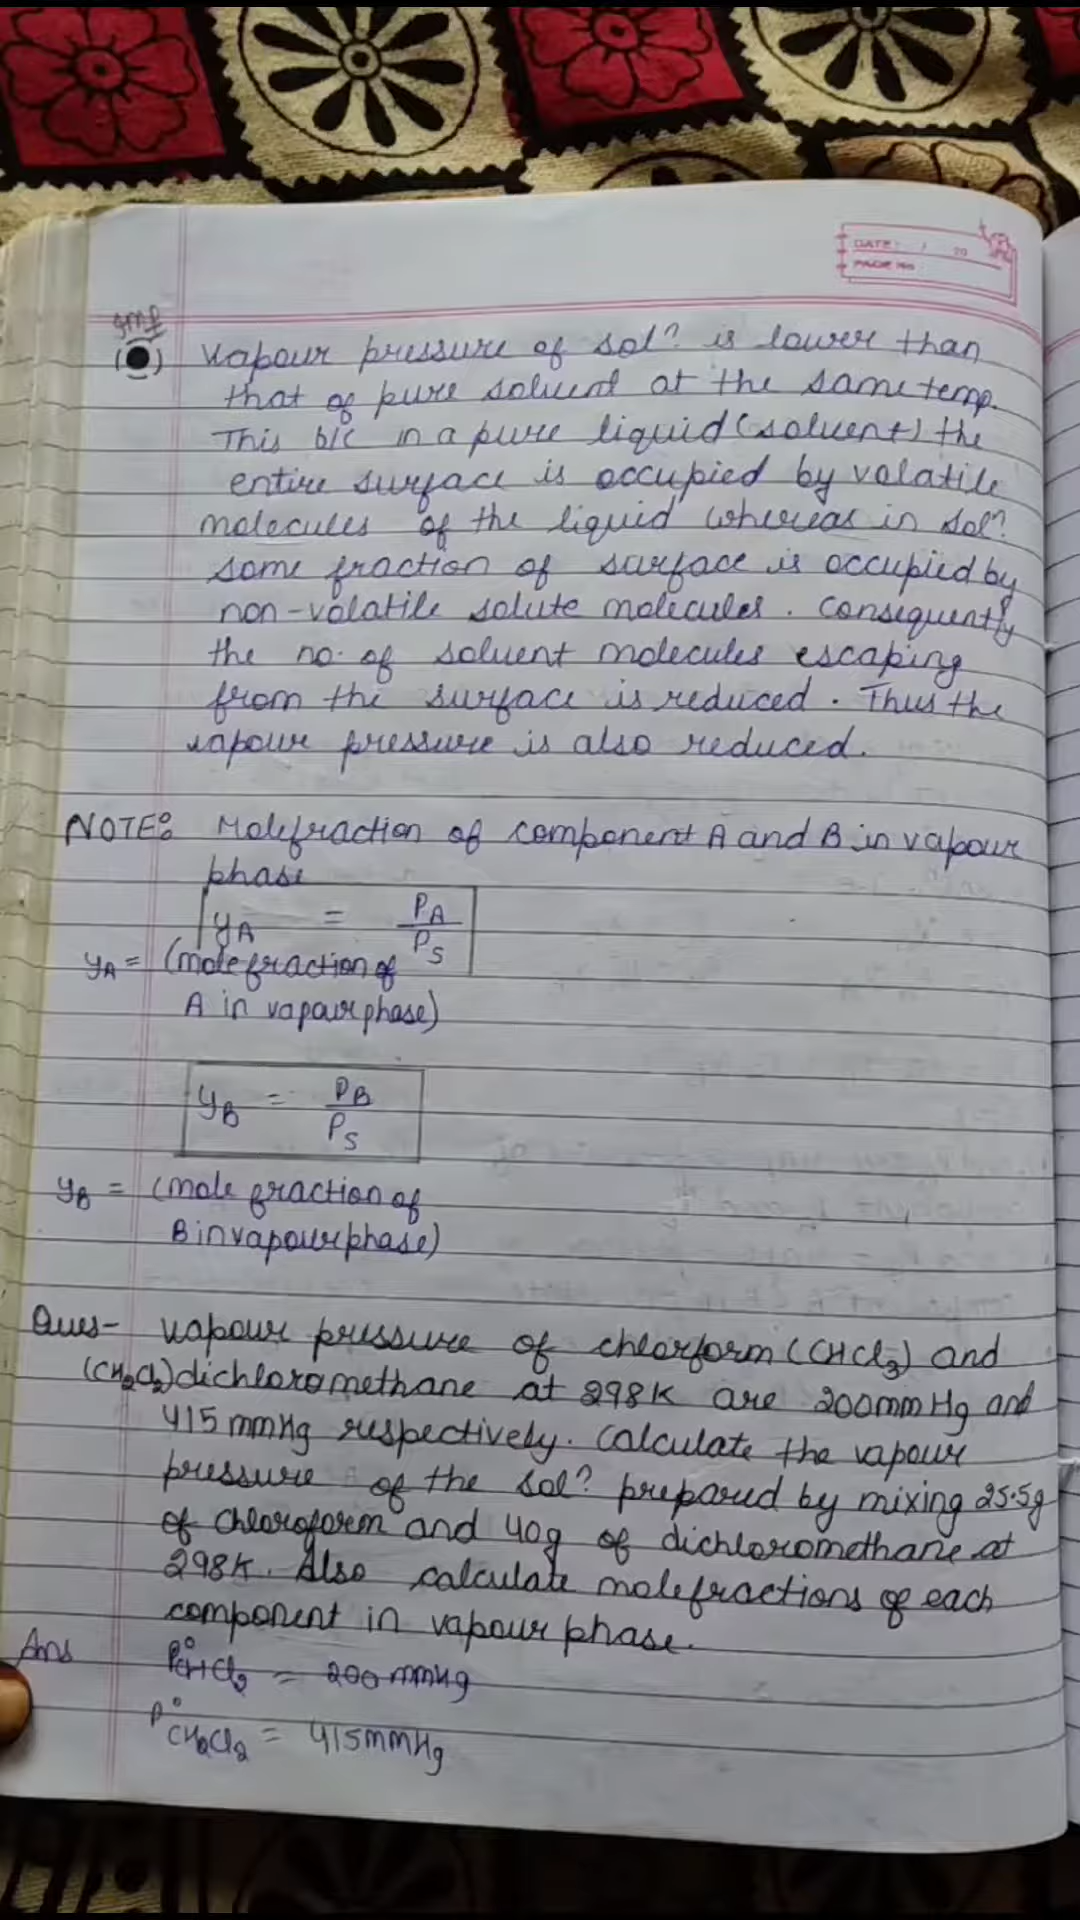 DATE: / 20
PAGE NO.
Imp
Vapour pressure of sol? is lower than
that of pure solvent at the same temp.
This b/c in a pure liquid (solvent) the
entire surface is occupied by volatile
molecules of the liquid whereas in sol?
some fraction of surface is occupied by
non-volatile solute molecules. Consequently
the no. of solvent molecules escaping
from the surface is reduced. Thus the
vapour pressure is also reduced.
NOTE: Molefraction of component A and B in vapour
phase
yA = PA/PS
yA = (molefraction of
A in vapour phase)
yB = PB/PS
yB = (mole fraction of
B in vapour phase)
Ques- Vapour pressure of chlorform (CHCl3) and
(CH2Cl2) dichloromethane at 298K are 200mmHg and
415 mmHg respectively. Calculate the vapour
pressure of the sol? prepared by mixing 25.5g
of chloroform and 40g of dichloromethane at
298K. Also calculate molefractions of each
component in vapour phase.
Ans P°CHCl3 = 200 mmHg
P°CH2Cl2 = 415mmHg